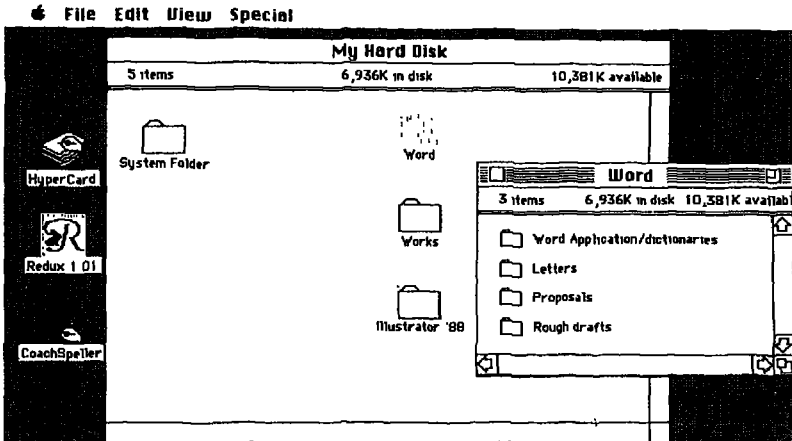 File Edit View Special
My Hard Disk
5 items 6,936K in disk 10,381K available
System Folder
Word
HyperCard
Word
3 items 6,936K in disk 10,381K availabl
Works
Word Application/dictionaries
Redux 1.01
Letters
Proposals
Illustrator '88
Rough drafts
CoachSpeller